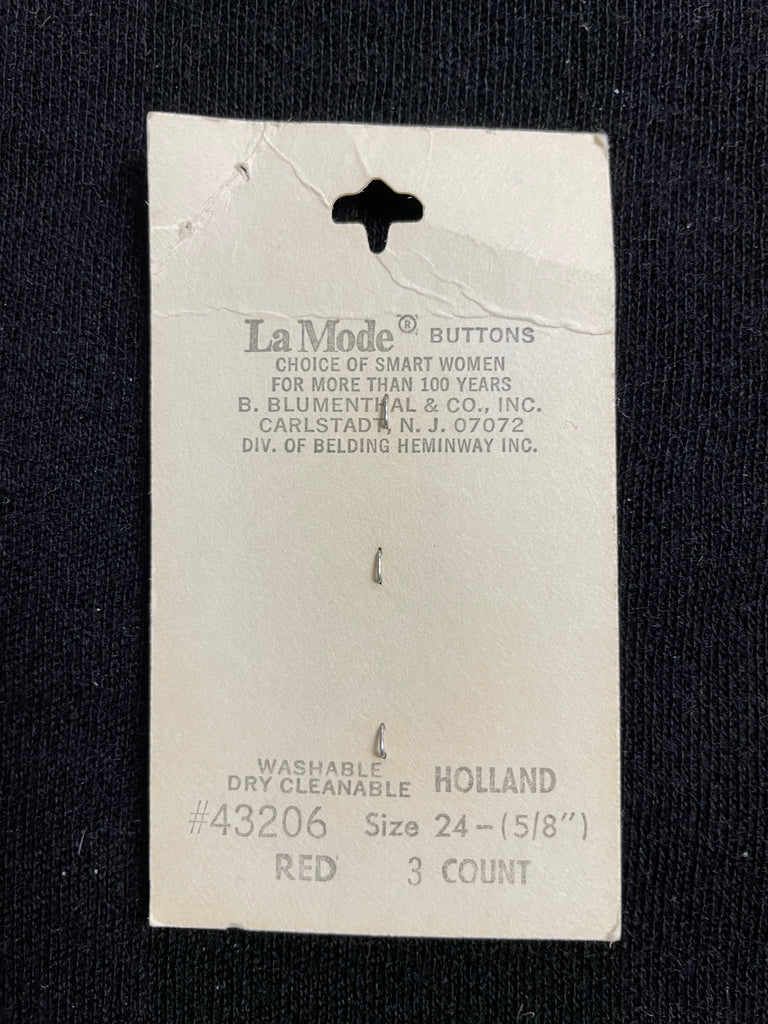 La Mode® BUTTONS
CHOICE OF SMART WOMEN
FOR MORE THAN 100 YEARS
B. BLUMENTHAL & CO., INC.
CARLSTADT, N. J. 07072
DIV. OF BELDING HEMINWAY INC.
WASHABLE
DRY CLEANABLE HOLLAND
#43206 Size 24-(5/8")
RED 3 COUNT